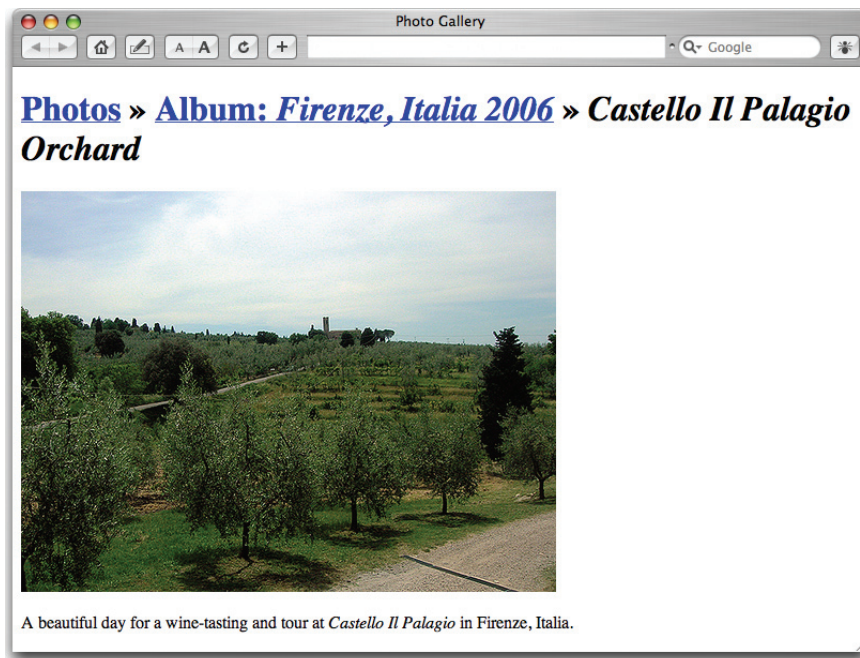 Photo Gallery
A A
Google
Photos » Album: Firenze, Italia 2006 » Castello Il Palagio
Orchard
A beautiful day for a wine-tasting and tour at Castello Il Palagio in Firenze, Italia.